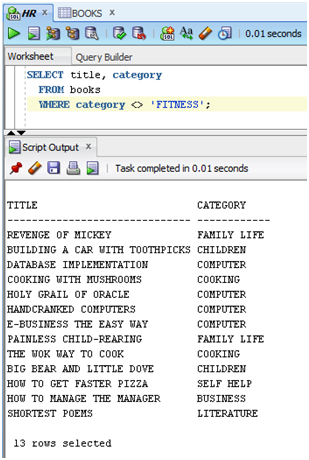 HR x BOOKS x
0.01 seconds
Worksheet Query Builder
SELECT title, category
FROM books
WHERE category <> 'FITNESS';
Script Output x
Task completed in 0.01 seconds
TITLE CATEGORY
------------------------------ ------------
REVENGE OF MICKEY FAMILY LIFE
BUILDING A CAR WITH TOOTHPICKS CHILDREN
DATABASE IMPLEMENTATION COMPUTER
COOKING WITH MUSHROOMS COOKING
HOLY GRAIL OF ORACLE COMPUTER
HANDCRANKED COMPUTERS COMPUTER
E-BUSINESS THE EASY WAY COMPUTER
PAINLESS CHILD-REARING FAMILY LIFE
THE WOK WAY TO COOK COOKING
BIG BEAR AND LITTLE DOVE CHILDREN
HOW TO GET FASTER PIZZA SELF HELP
HOW TO MANAGE THE MANAGER BUSINESS
SHORTEST POEMS LITERATURE
13 rows selected